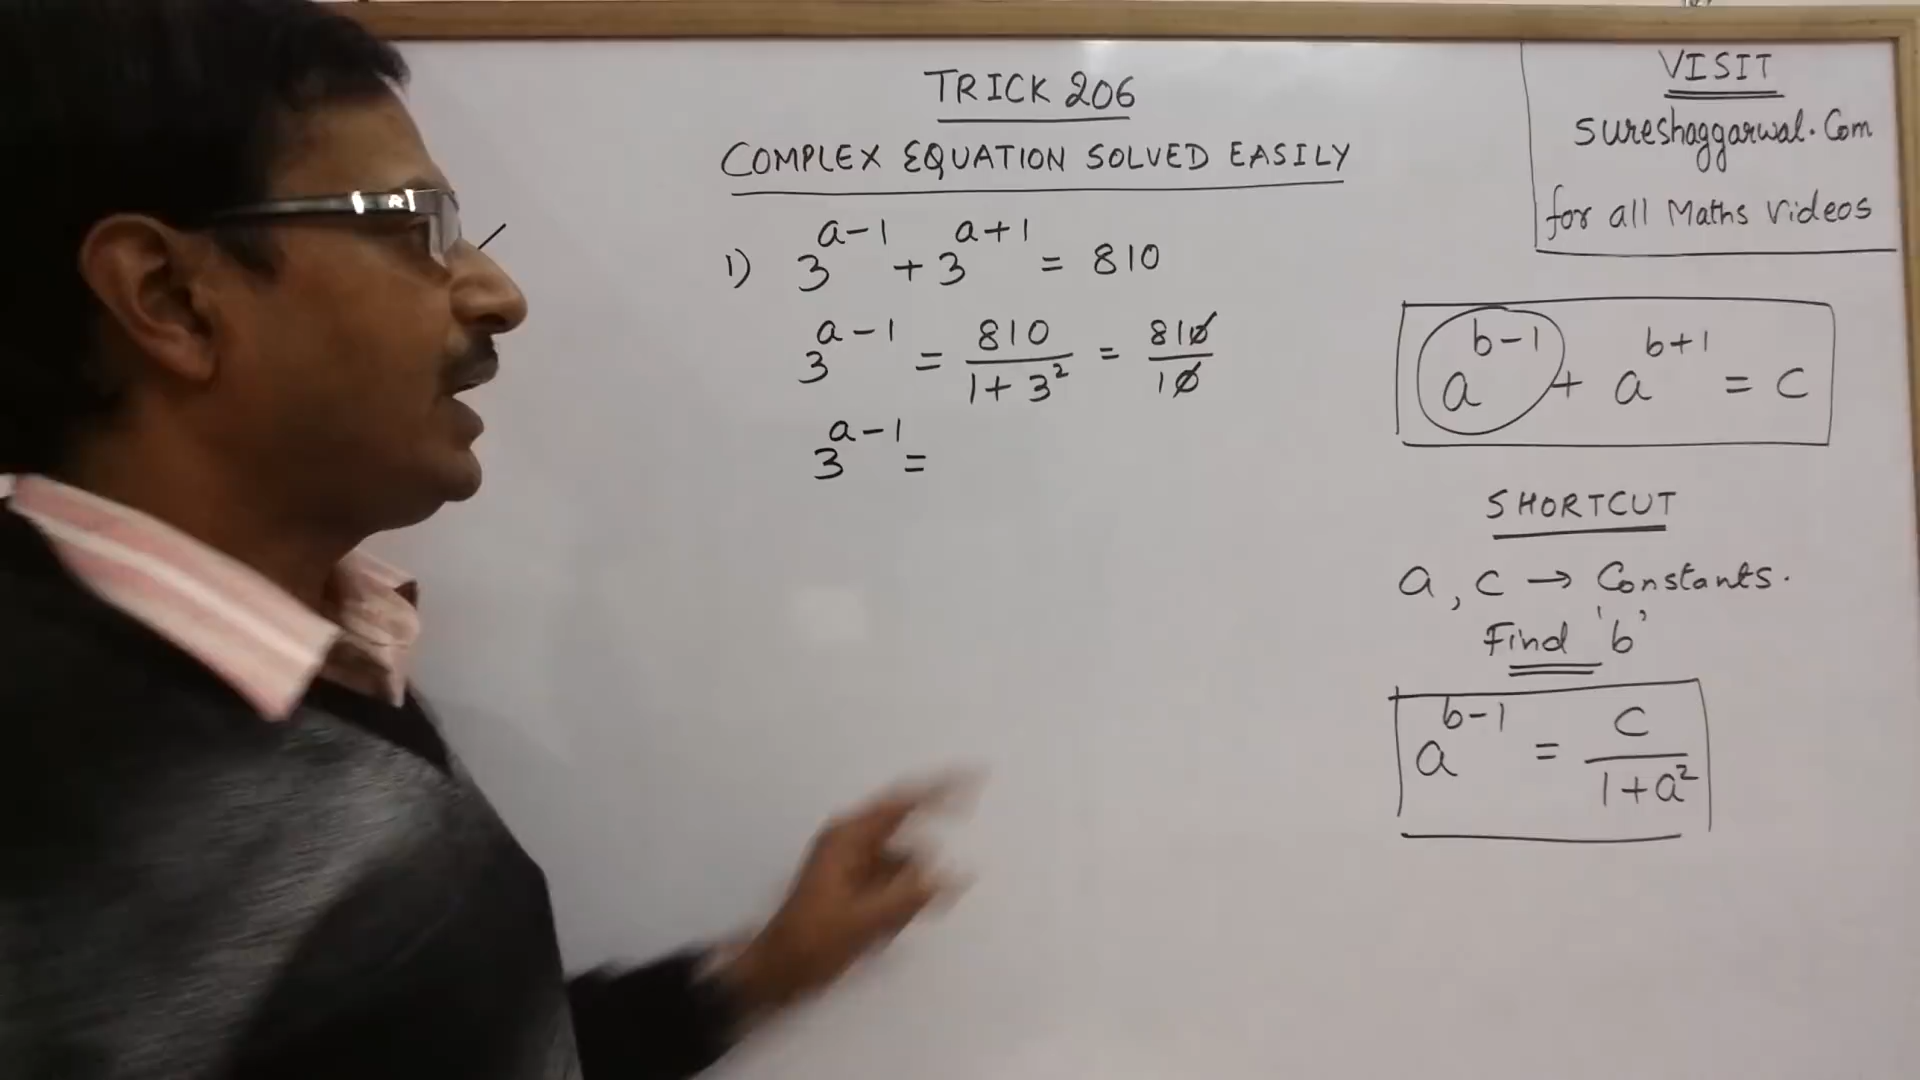 TRICK 206
COMPLEX EQUATION SOLVED EASILY
1) 3^{a-1} + 3^{a+1} = 810
3^{a-1} = 810/(1+3^2) = 810/10
3^{a-1} =
VISIT
sureshaggarwal.Com
for all Maths videos
a^{b-1} + a^{b+1} = c
SHORTCUT
a, c → Constants.
Find 'b'
a^{b-1} = c/(1+a^2)